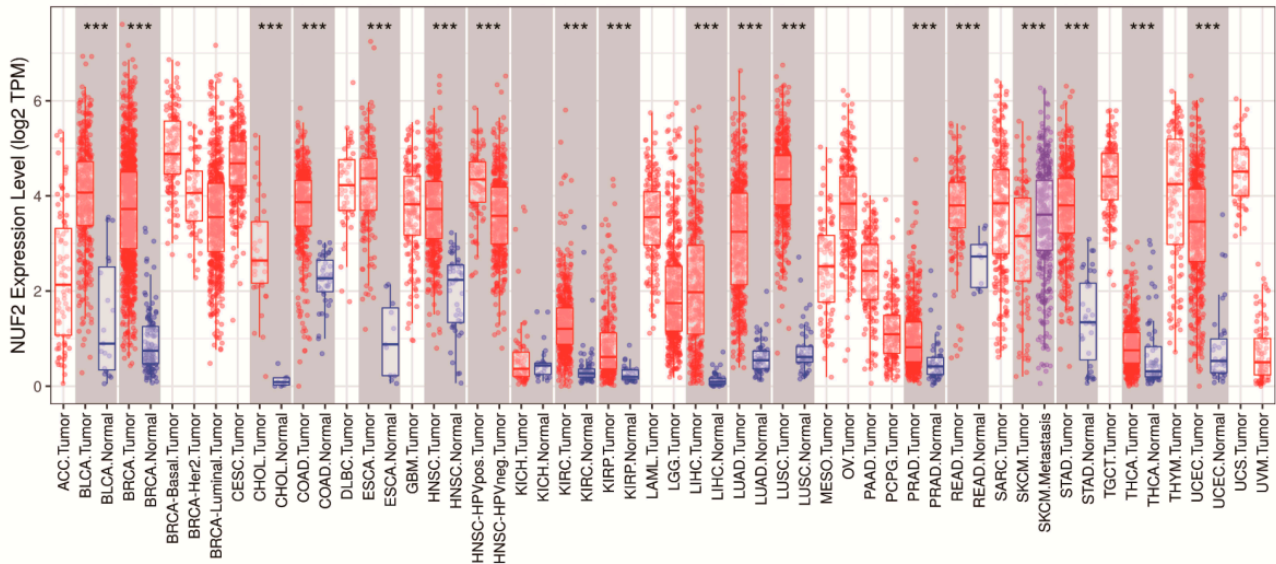 *** *** *** *** *** *** *** *** *** *** *** *** *** *** *** *** *** ***
NUF2 Expression Level (log2 TPM)
6
4
2
0
ACC.Tumor
BLCA.Tumor
BLCA.Normal
BRCA.Tumor
BRCA.Normal
BRCA-Basal.Tumor
BRCA-Her2.Tumor
BRCA-Luminal.Tumor
CESC.Tumor
CHOL.Tumor
CHOL.Normal
COAD.Tumor
COAD.Normal
DLBC.Tumor
ESCA.Tumor
ESCA.Normal
GBM.Tumor
HNSC.Tumor
HNSC.Normal
HNSC-HPVpos.Tumor
HNSC-HPVneg.Tumor
KICH.Tumor
KICH.Normal
KIRC.Tumor
KIRC.Normal
KIRP.Tumor
KIRP.Normal
LAML.Tumor
LGG.Tumor
LIHC.Tumor
LIHC.Normal
LUAD.Tumor
LUAD.Normal
LUSC.Tumor
LUSC.Normal
MESO.Tumor
OV.Tumor
PAAD.Tumor
PCPG.Tumor
PRAD.Tumor
PRAD.Normal
READ.Tumor
READ.Normal
SARC.Tumor
SKCM.Tumor
SKCM.Metastasis
STAD.Tumor
STAD.Normal
TGCT.Tumor
THCA.Tumor
THCA.Normal
THYM.Tumor
UCEC.Tumor
UCEC.Normal
UCS.Tumor
UVM.Tumor